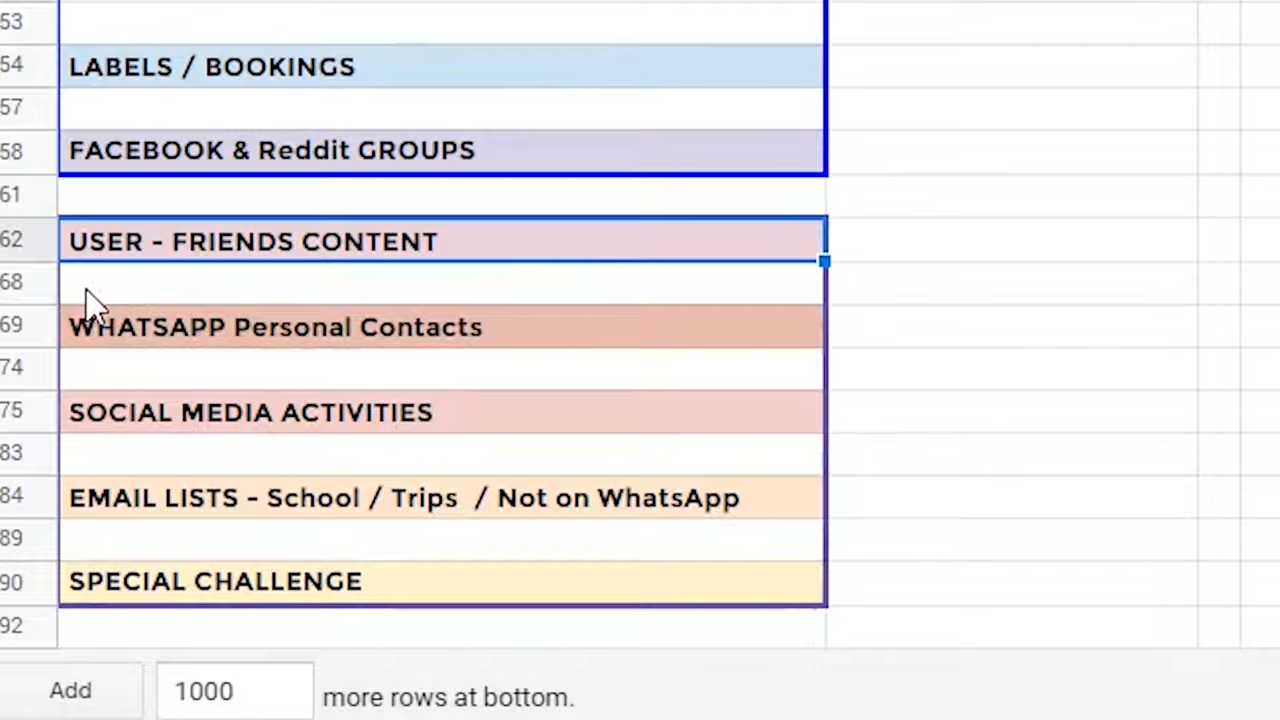 53
54 LABELS / BOOKINGS
57
58 FACEBOOK & Reddit GROUPS
61
62 USER - FRIENDS CONTENT
68
69 WHATSAPP Personal Contacts
74
75 SOCIAL MEDIA ACTIVITIES
83
84 EMAIL LISTS - School / Trips / Not on WhatsApp
89
90 SPECIAL CHALLENGE
92
Add 1000 more rows at bottom.